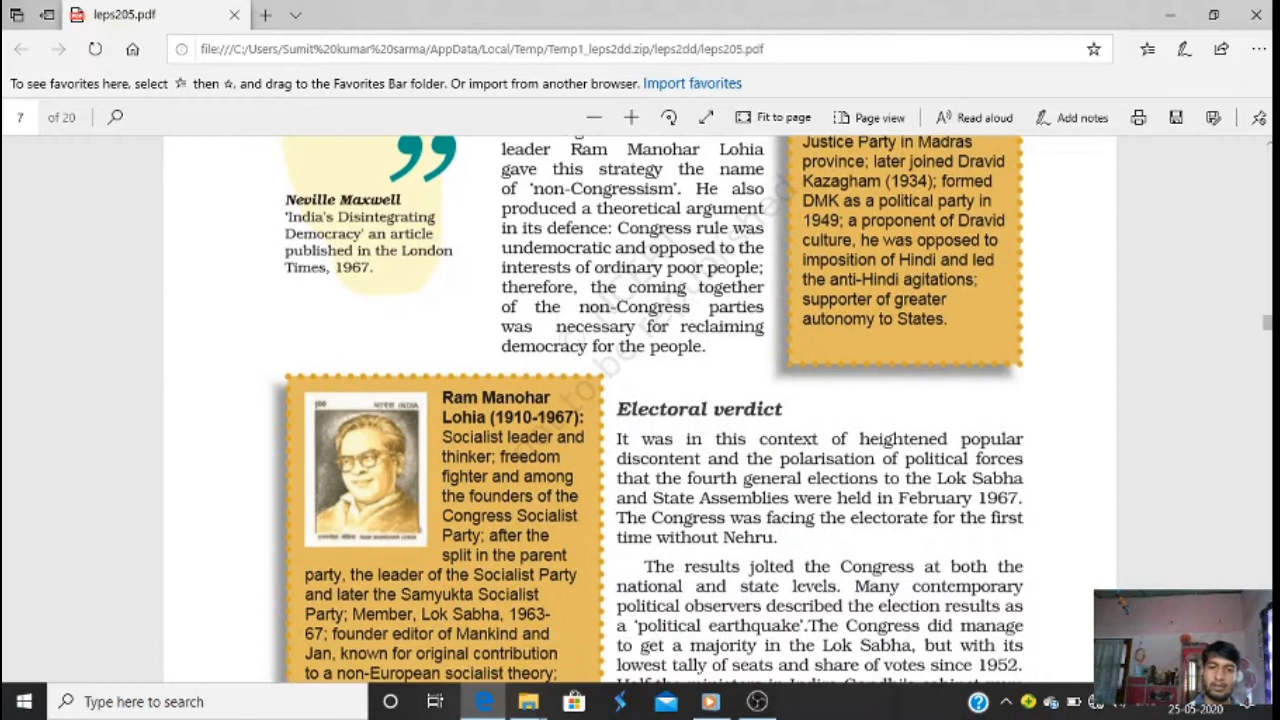 leps205.pdf
file:///C:/Users/Sumit%20kumar%20sarma/AppData/Local/Temp/Temp1_leps2dd.zip/leps2dd/leps205.pdf
To see favorites here, select then, and drag to the Favorites Bar folder. Or import from another browser. Import favorites
7 of 20
Fit to page
Page view
Read aloud
Add notes
”
Neville Maxwell
‘India’s Disintegrating
Democracy’ an article
published in the London
Times, 1967.
leader Ram Manohar Lohia
gave this strategy the name
of ‘non-Congressism’. He also
produced a theoretical argument
in its defence: Congress rule was
undemocratic and opposed to the
interests of ordinary poor people;
therefore, the coming together
of the non-Congress parties
was necessary for reclaiming
democracy for the people.
Justice Party in Madras
province; later joined Dravid
Kazagham (1934); formed
DMK as a political party in
1949; a proponent of Dravid
culture, he was opposed to
imposition of Hindi and led
the anti-Hindi agitations;
supporter of greater
autonomy to States.
Ram Manohar
Lohia (1910-1967):
Socialist leader and
thinker; freedom
fighter and among
the founders of the
Congress Socialist
Party; after the
split in the parent
party, the leader of the Socialist Party
and later the Samyukta Socialist
Party; Member, Lok Sabha, 1963-
67; founder editor of Mankind and
Jan, known for original contribution
to a non-European socialist theory;
Electoral verdict
It was in this context of heightened popular
discontent and the polarisation of political forces
that the fourth general elections to the Lok Sabha
and State Assemblies were held in February 1967.
The Congress was facing the electorate for the first
time without Nehru.
The results jolted the Congress at both the
national and state levels. Many contemporary
political observers described the election results as
a ‘political earthquake’.The Congress did manage
to get a majority in the Lok Sabha, but with its
lowest tally of seats and share of votes since 1952.
Type here to search
25-05-2020